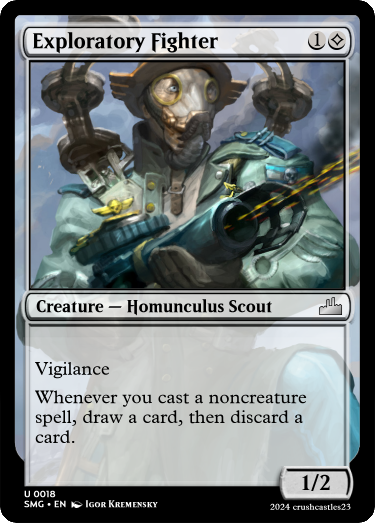 Exploratory Fighter 1
Creature — Homunculus Scout
Vigilance
Whenever you cast a noncreature
spell, draw a card, then discard a
card.
1/2
U 0018
SMG • EN Igor Kremensky
2024 crushcastles23